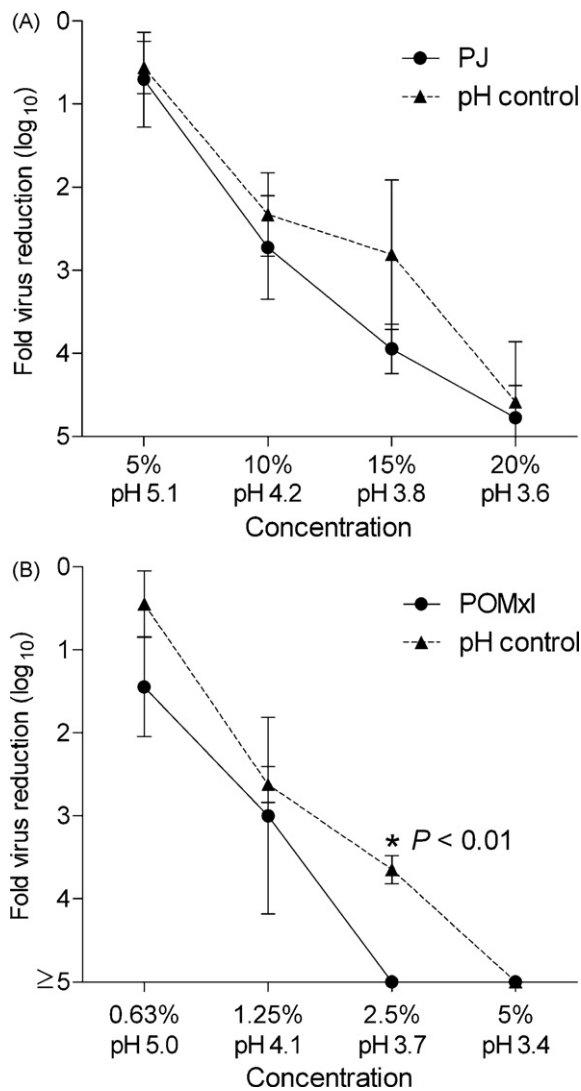 (A)
PJ
pH control
Fold virus reduction (log10)
0
1
2
3
4
5
5% 10% 15% 20%
pH 5.1 pH 4.2 pH 3.8 pH 3.6
Concentration
(B)
POMxl
pH control
Fold virus reduction (log10)
0
1
2
3
4
≥5
* P < 0.01
0.63% 1.25% 2.5% 5%
pH 5.0 pH 4.1 pH 3.7 pH 3.4
Concentration